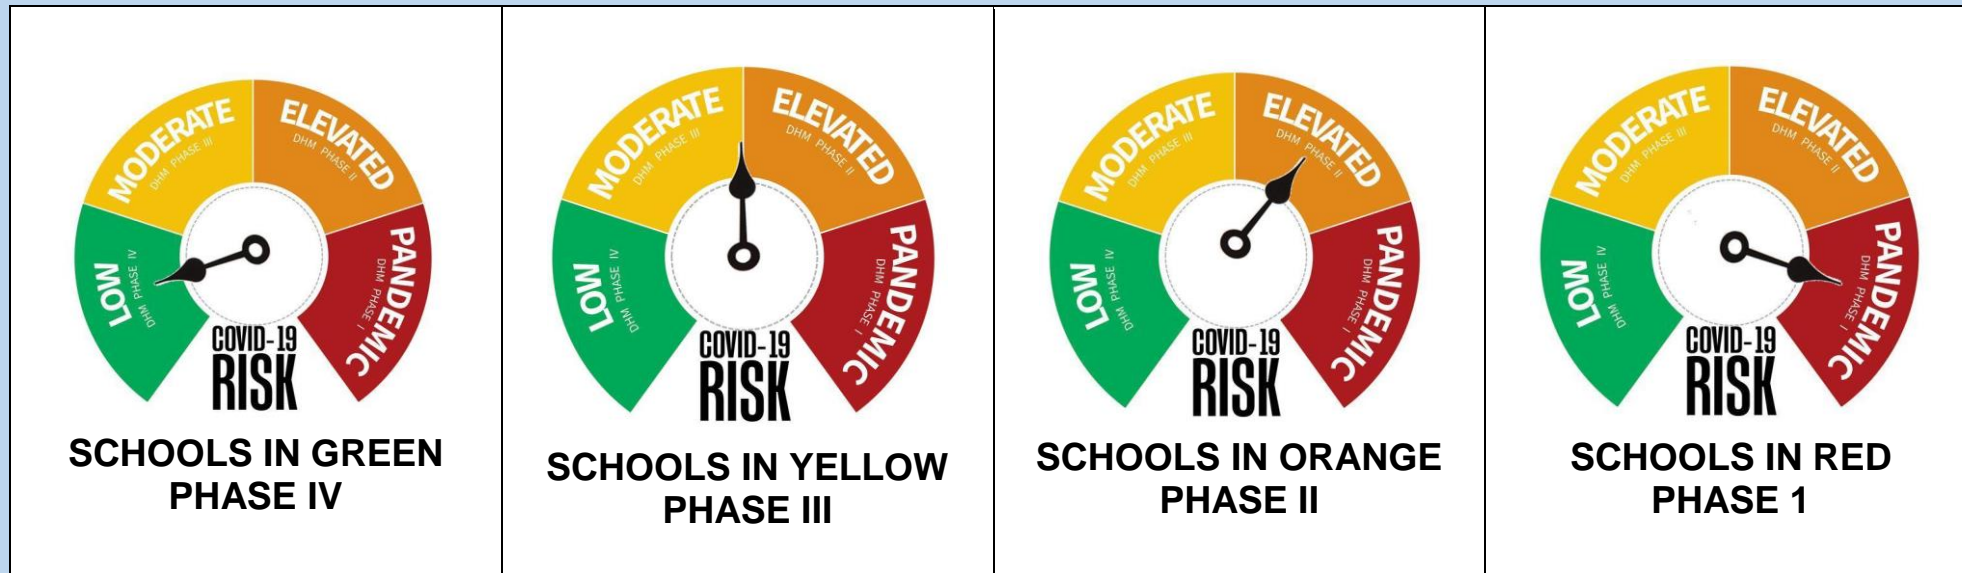 MODERATE
DHM PHASE III
ELEVATED
DHM PHASE II
LOW
DHM PHASE IV
PANDEMIC
DHM PHASE I
COVID-19
RISK
SCHOOLS IN GREEN
PHASE IV
MODERATE
DHM PHASE III
ELEVATED
DHM PHASE II
LOW
DHM PHASE IV
PANDEMIC
DHM PHASE I
COVID-19
RISK
SCHOOLS IN YELLOW
PHASE III
MODERATE
DHM PHASE III
ELEVATED
DHM PHASE II
LOW
DHM PHASE IV
PANDEMIC
DHM PHASE I
COVID-19
RISK
SCHOOLS IN ORANGE
PHASE II
MODERATE
DHM PHASE III
ELEVATED
DHM PHASE II
LOW
DHM PHASE IV
PANDEMIC
DHM PHASE I
COVID-19
RISK
SCHOOLS IN RED
PHASE 1